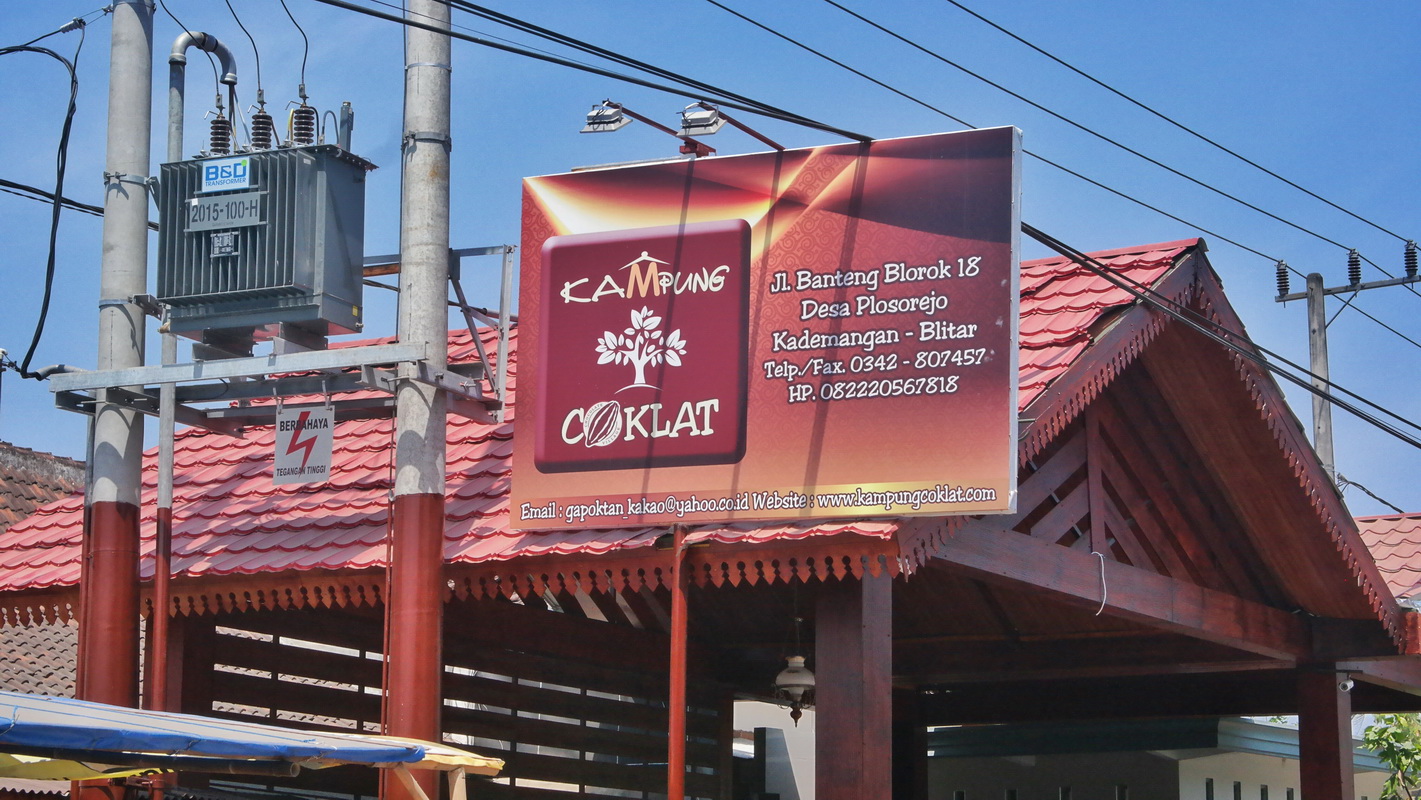 B&D
TRANSFORMER
2015-100-H
BERBAHAYA
TEGANGAN TINGGI
KAMPUNG
COKLAT
Jl. Banteng Blorok 18
Desa Plosorejo
Kademangan - Blitar
Telp./Fax. 0342 - 807457
HP. 082220567818
Email : gapoktan_kakao@yahoo.co.id Website : www.kampungcoklat.com